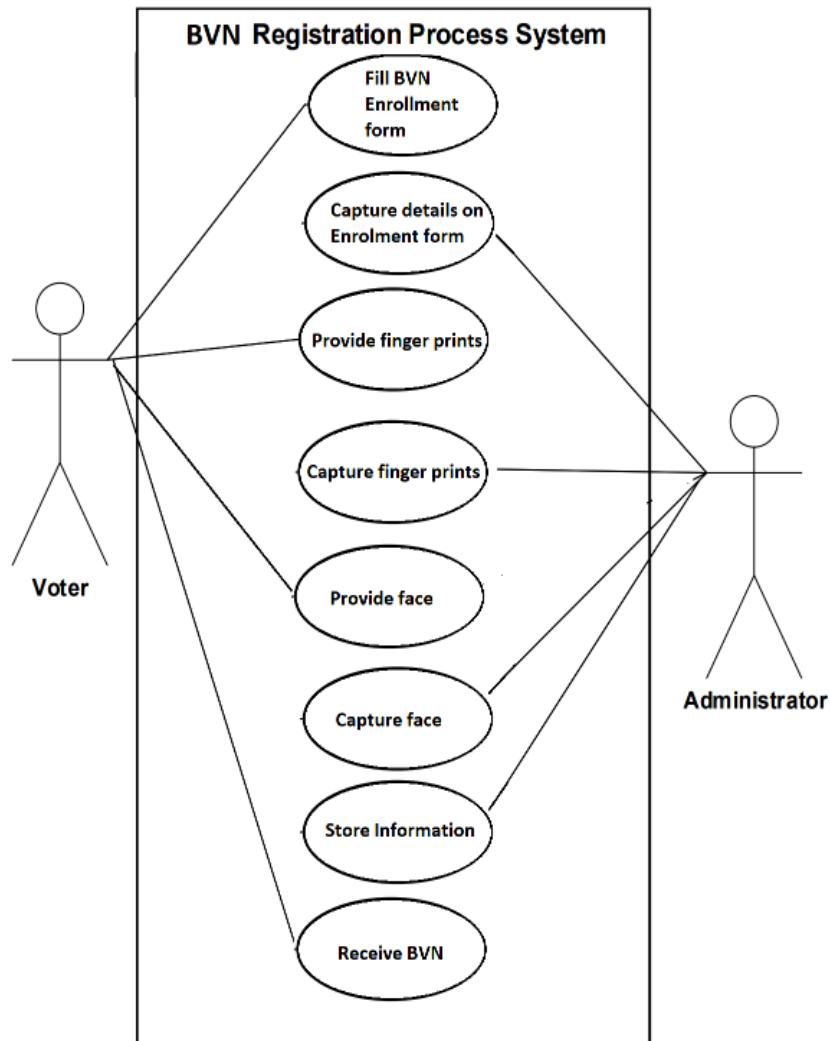 BVN Registration Process System
Fill BVN
Enrollment
form
Capture details on
Enrolment form
Provide finger prints
Capture finger prints
Provide face
Voter
Administrator
Capture face
Store Information
Receive BVN